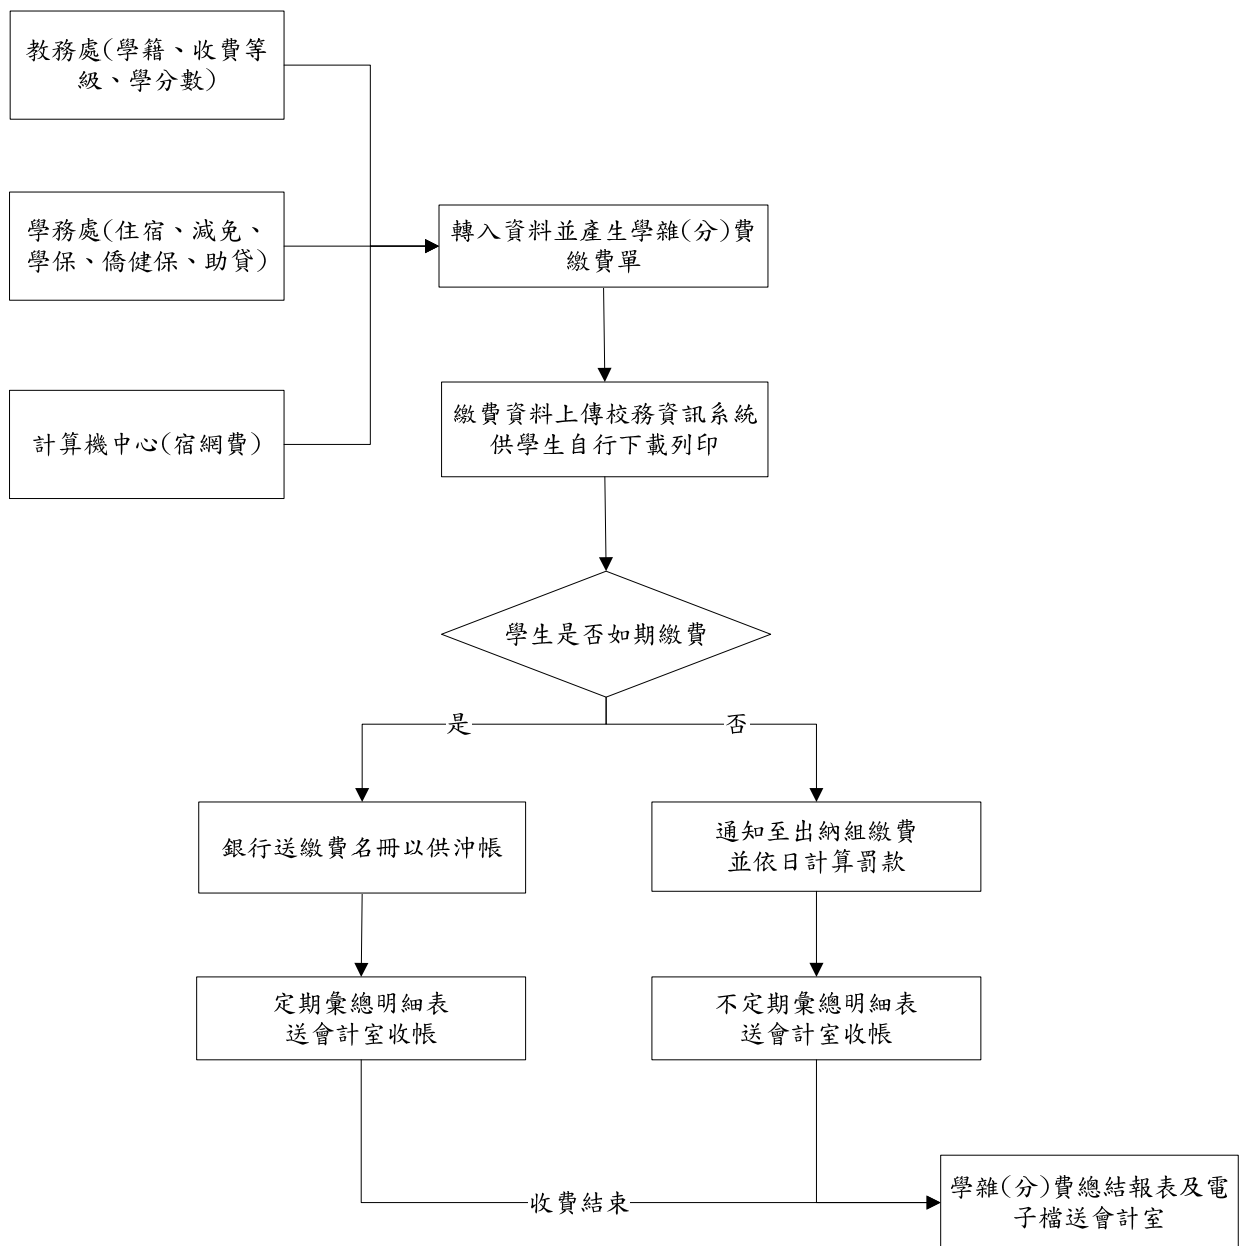 教務處(學籍、收費等
級、學分數)
學務處(住宿、減免、
學保、僑健保、助貸)
轉入資料並產生學雜(分)費
繳費單
計算機中心(宿網費)
繳費資料上傳校務資訊系統
供學生自行下載列印
學生是否如期繳費
是
否
銀行送繳費名冊以供沖帳
通知至出納組繳費
並依日計算罰款
定期彙總明細表
送會計室收帳
不定期彙總明細表
送會計室收帳
收費結束
學雜(分)費總結報表及電
子檔送會計室